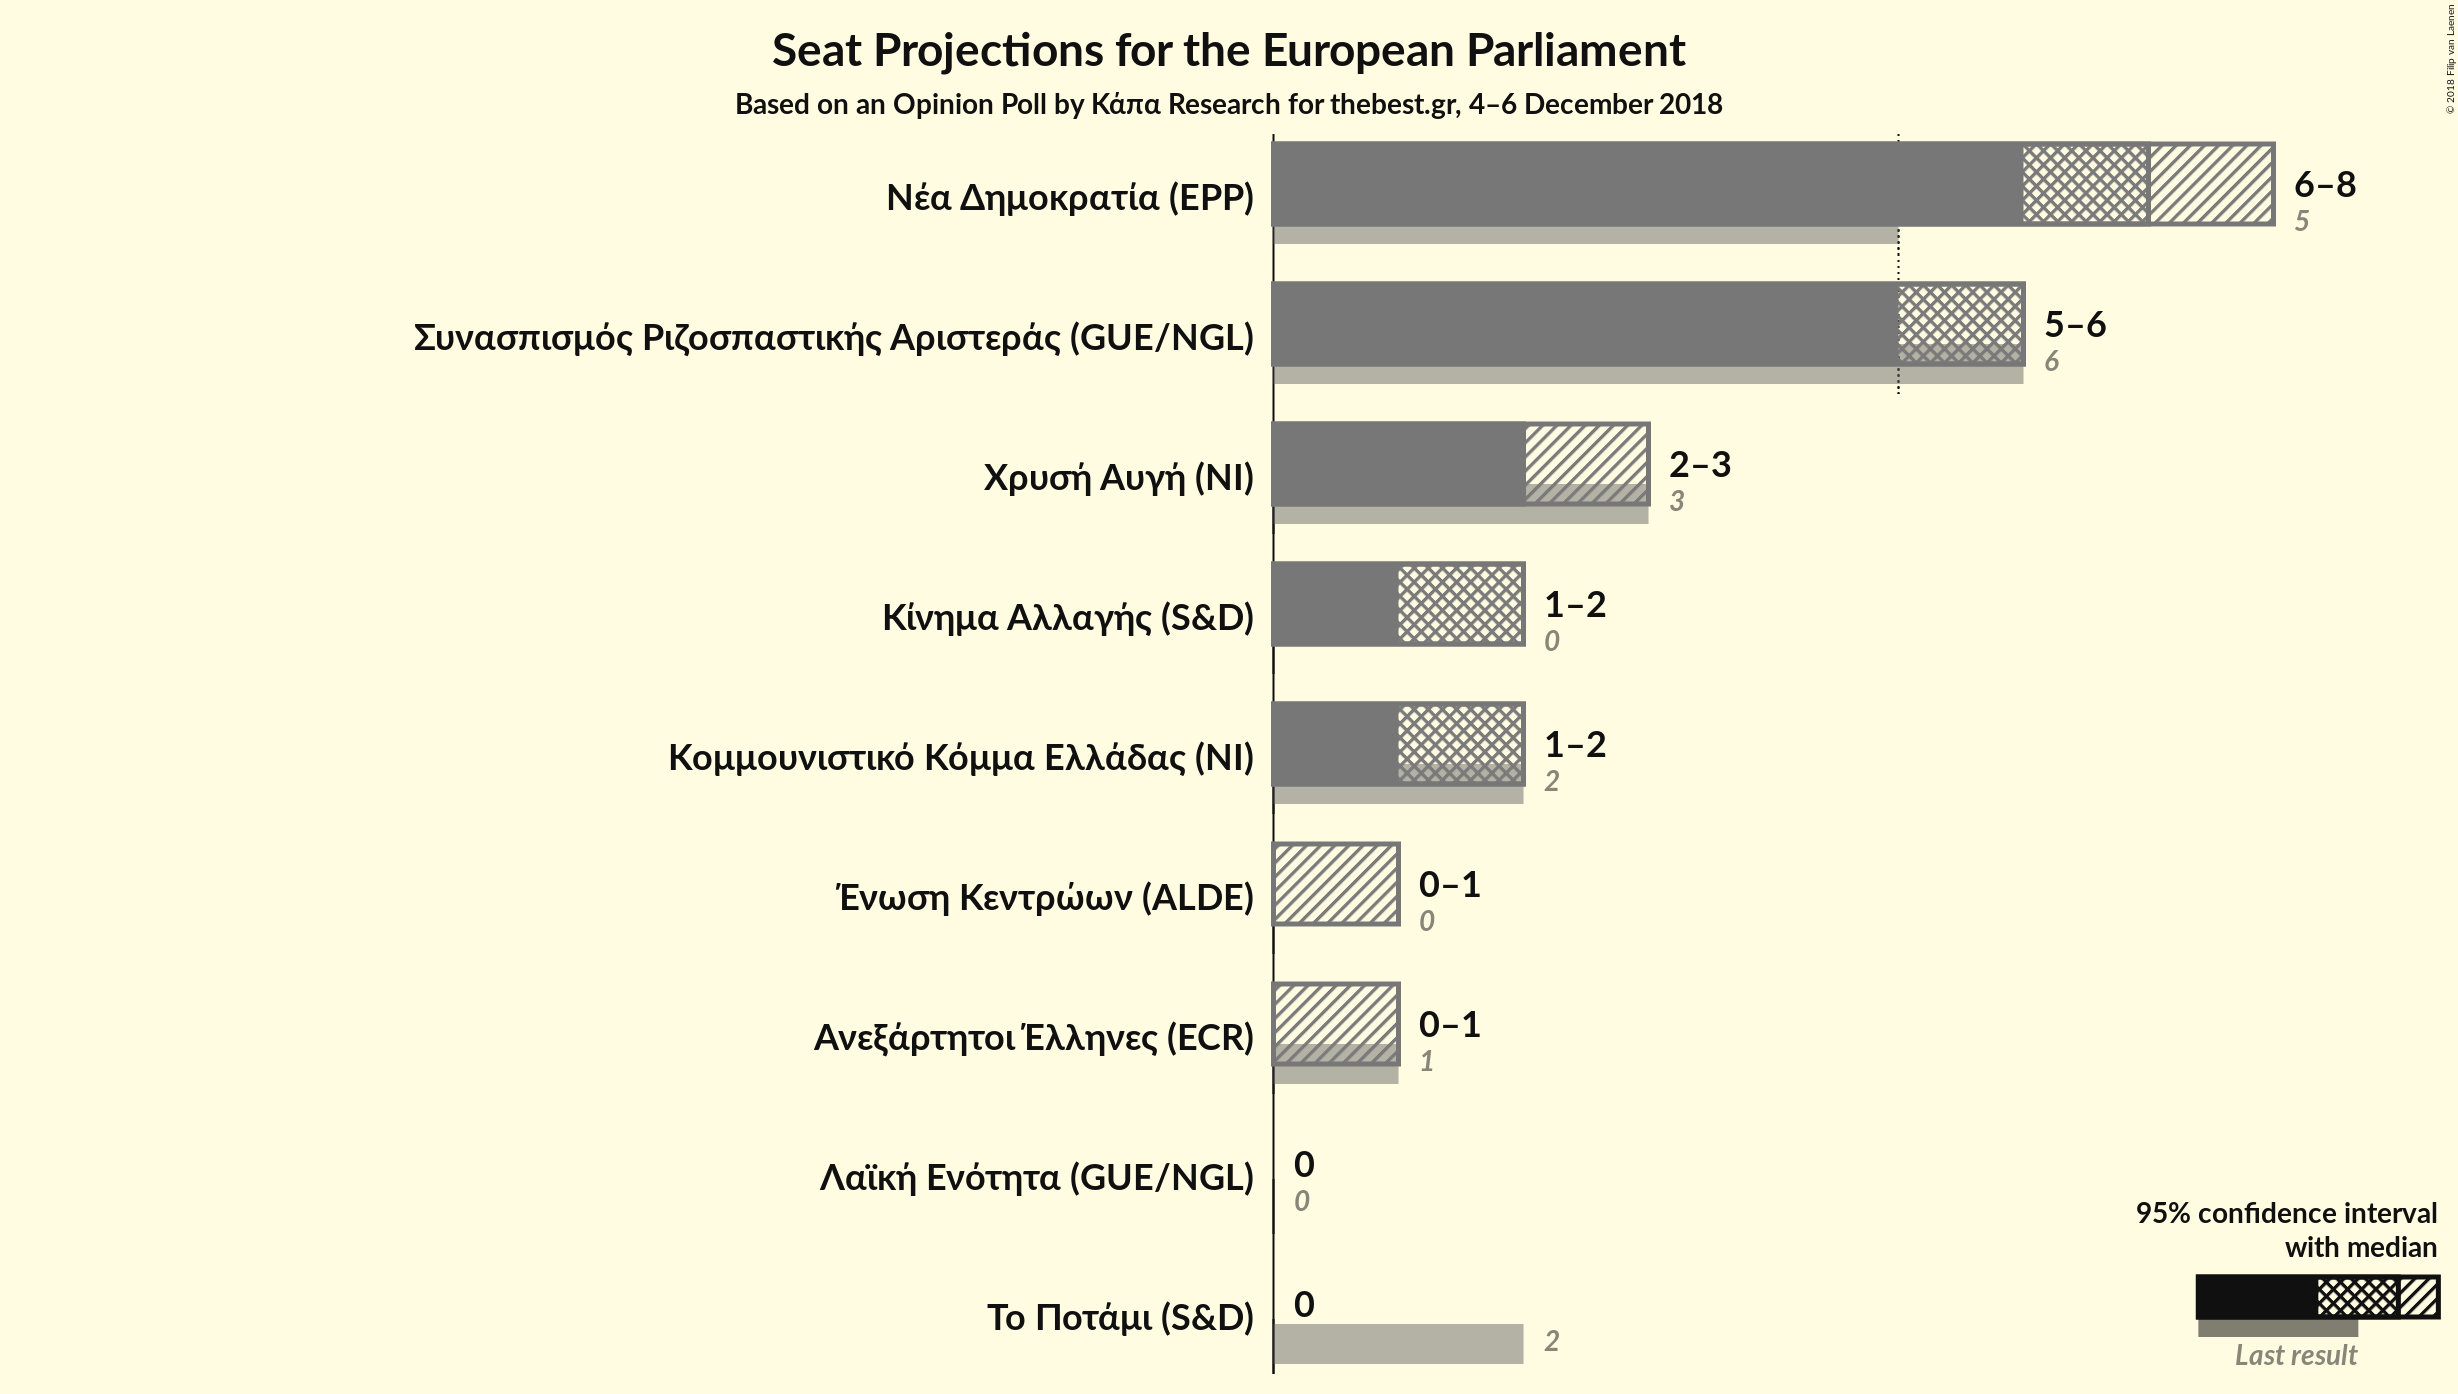 Seat Projections for the European Parliament
Based on an Opinion Poll by Κάπα Research for thebest.gr, 4–6 December 2018
© 2018 Filip van Laenen
Νέα Δημοκρατία (EPP)
6–8
5
Συνασπισμός Ριζοσπαστικής Αριστεράς (GUE/NGL)
5–6
6
Χρυσή Αυγή (NI)
2–3
3
Κίνημα Αλλαγής (S&D)
1–2
0
Κομμουνιστικό Κόμμα Ελλάδας (NI)
1–2
2
Ένωση Κεντρώων (ALDE)
0–1
0
Ανεξάρτητοι Έλληνες (ECR)
0–1
1
Λαϊκή Ενότητα (GUE/NGL)
0
0
Το Ποτάμι (S&D)
0
2
95% confidence interval
with median
Last result